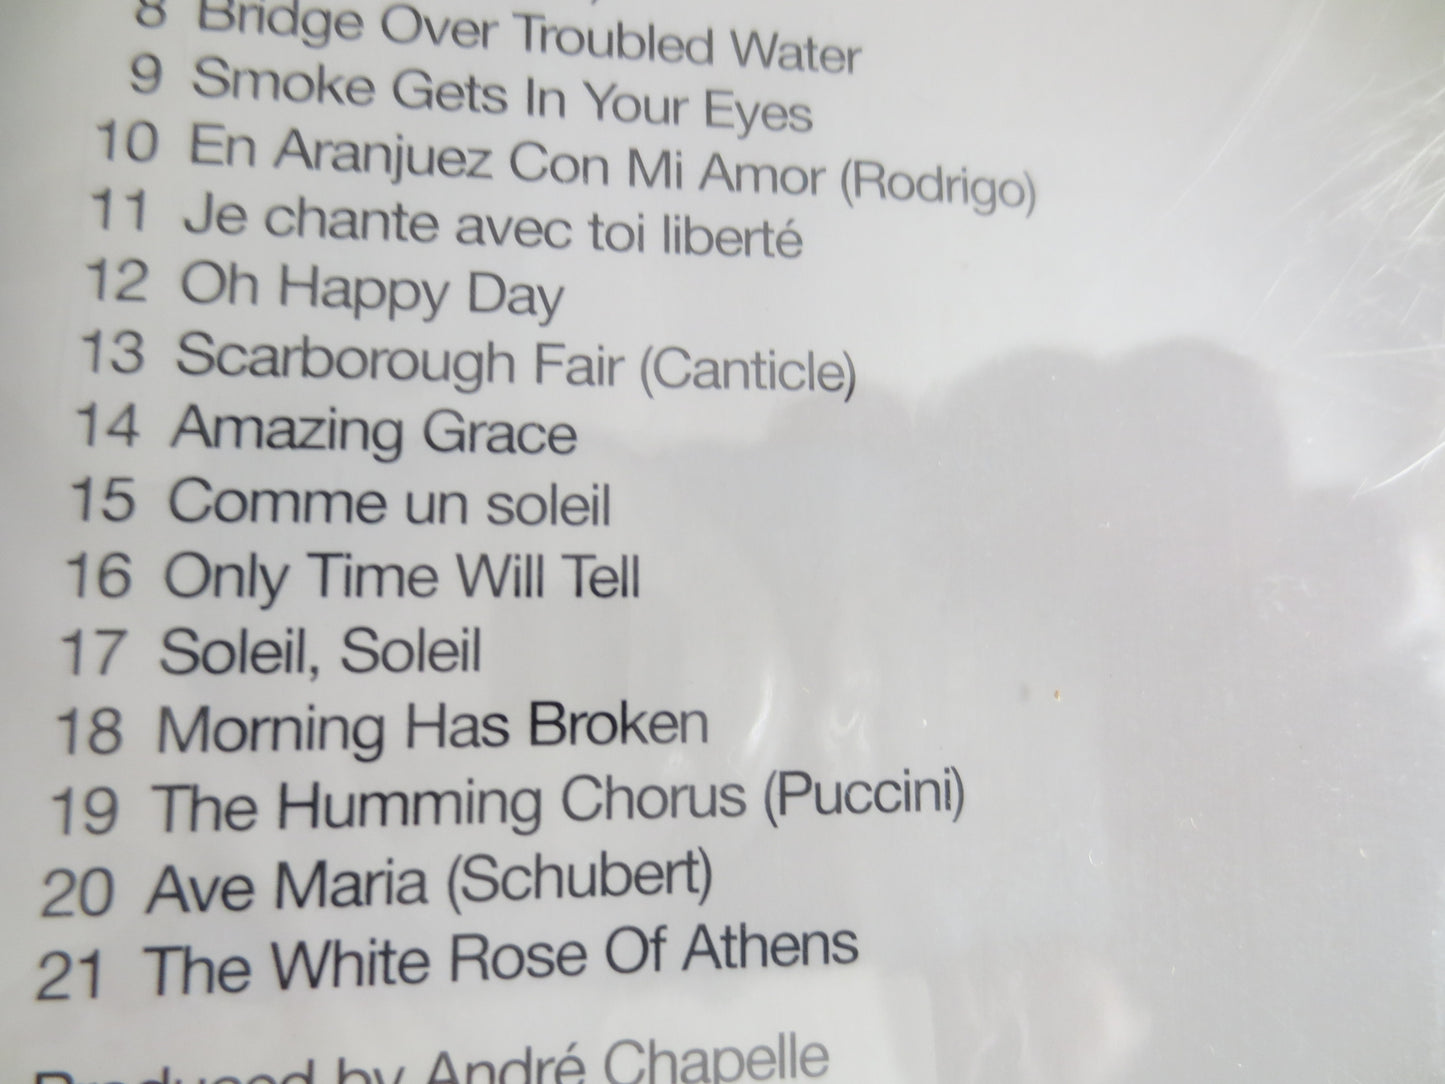 8 Bridge Over Troubled Water
9 Smoke Gets In Your Eyes
10 En Aranjuez Con Mi Amor (Rodrigo)
11 Je chante avec toi liberté
12 Oh Happy Day
13 Scarborough Fair (Canticle)
14 Amazing Grace
15 Comme un soleil
16 Only Time Will Tell
17 Soleil, Soleil
18 Morning Has Broken
19 The Humming Chorus (Puccini)
20 Ave Maria (Schubert)
21 The White Rose Of Athens
Produced by André Chapelle